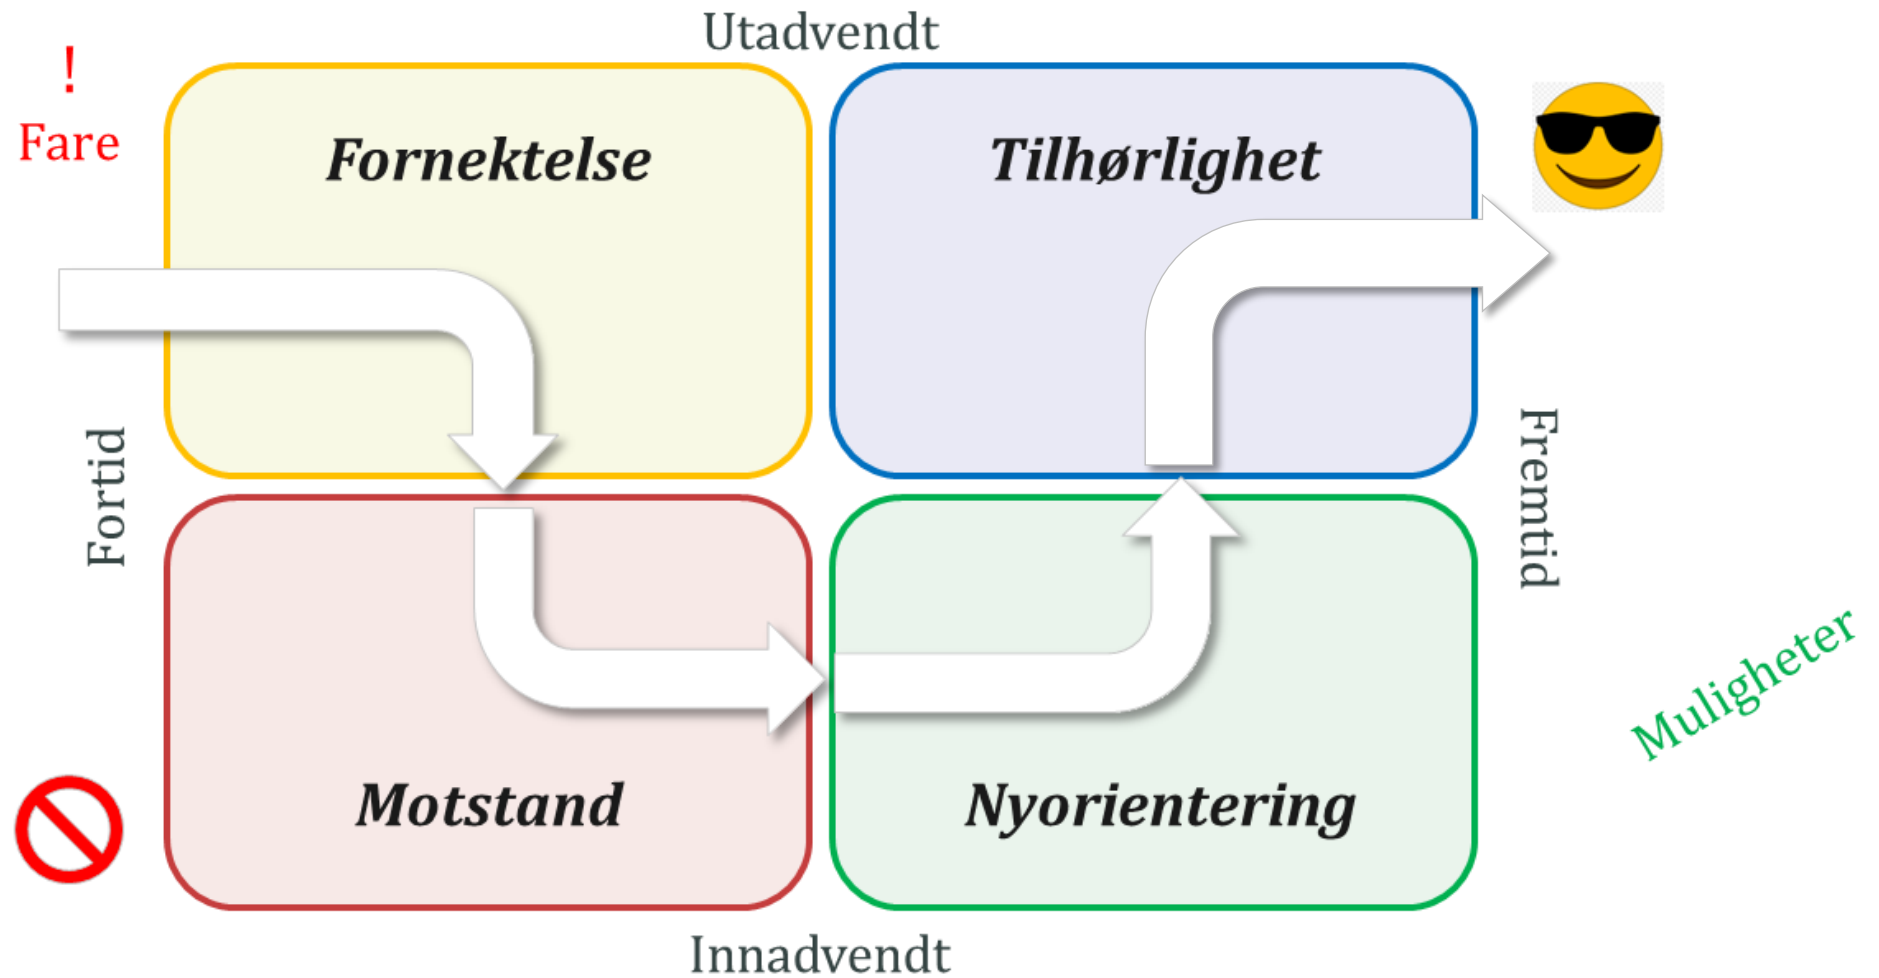 Utadvendt
!
Fare
Fornektelse
Tilhørlighet
Fortid
Fremtid
Motstand
Nyorientering
Muligheter
Innadvendt